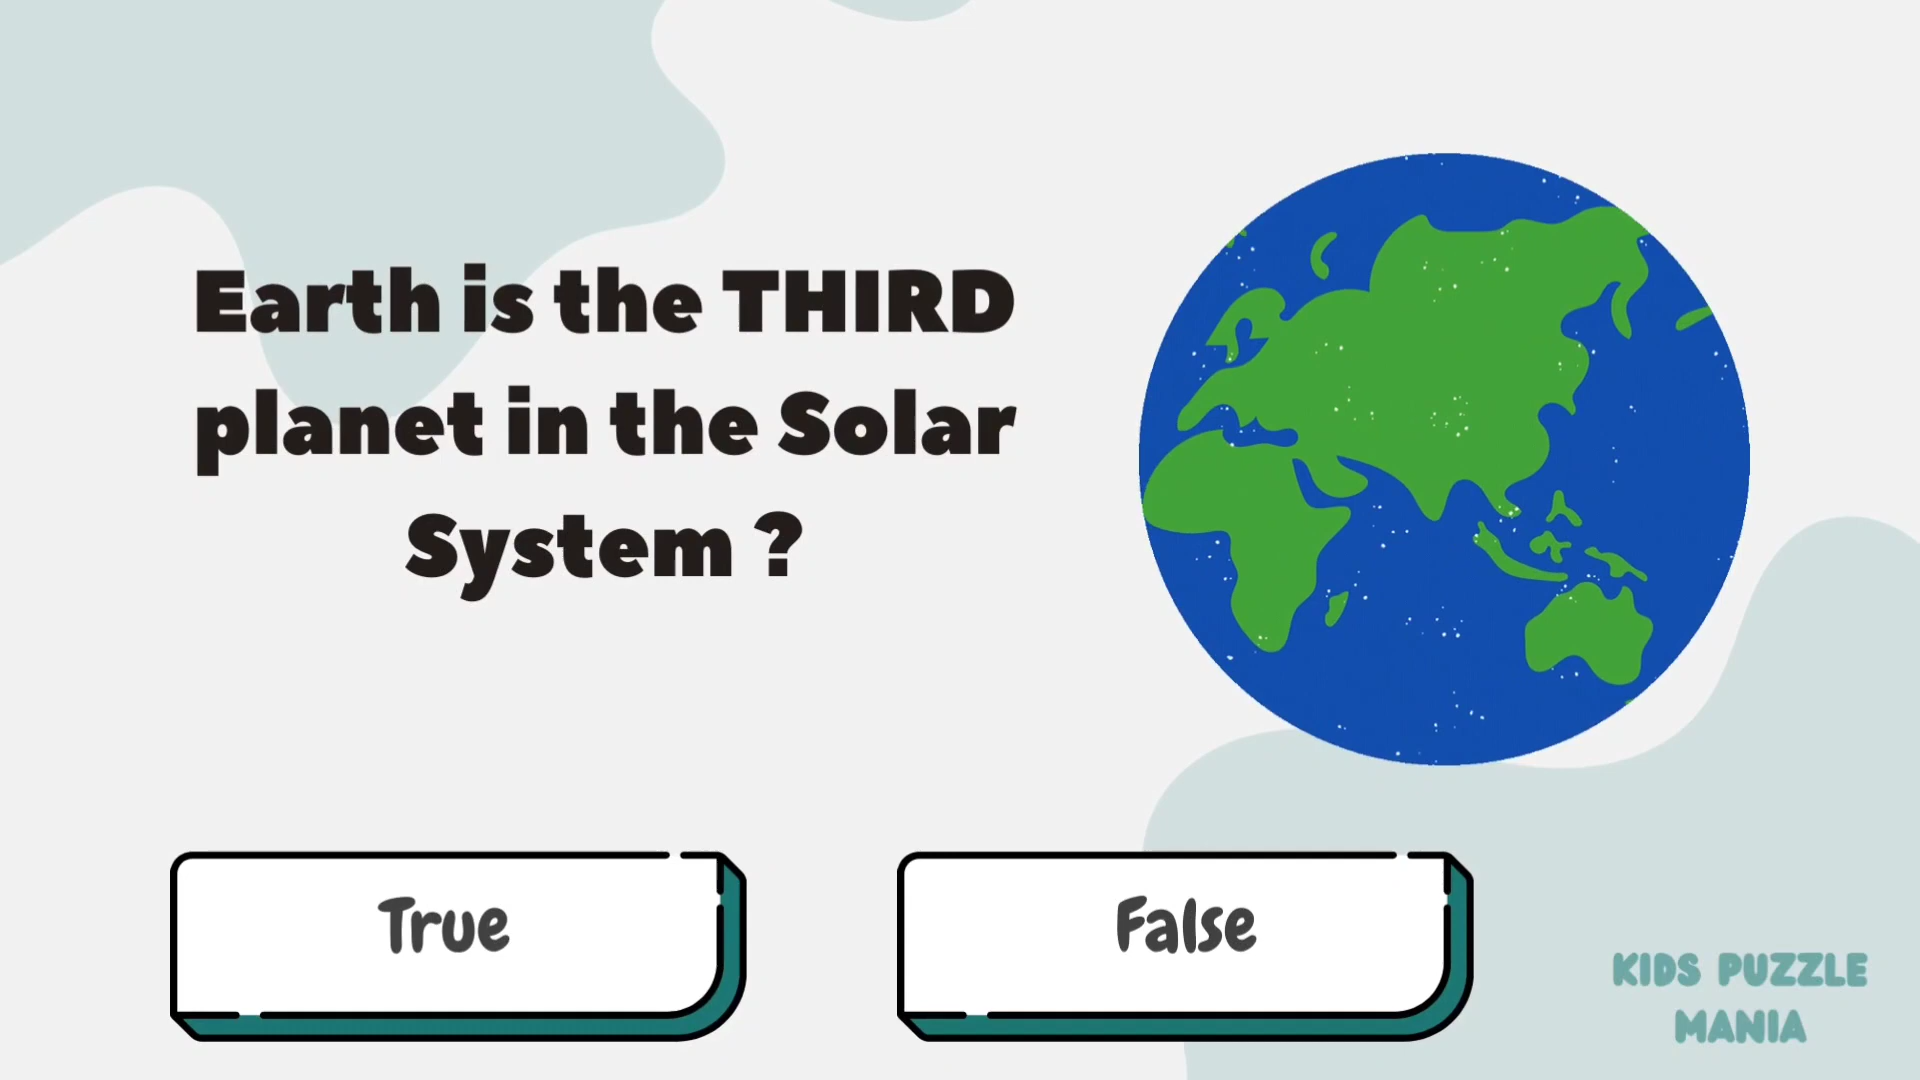 Earth is the THIRD
planet in the Solar
System ?
True
False
KIDS PUZZLE
MANIA